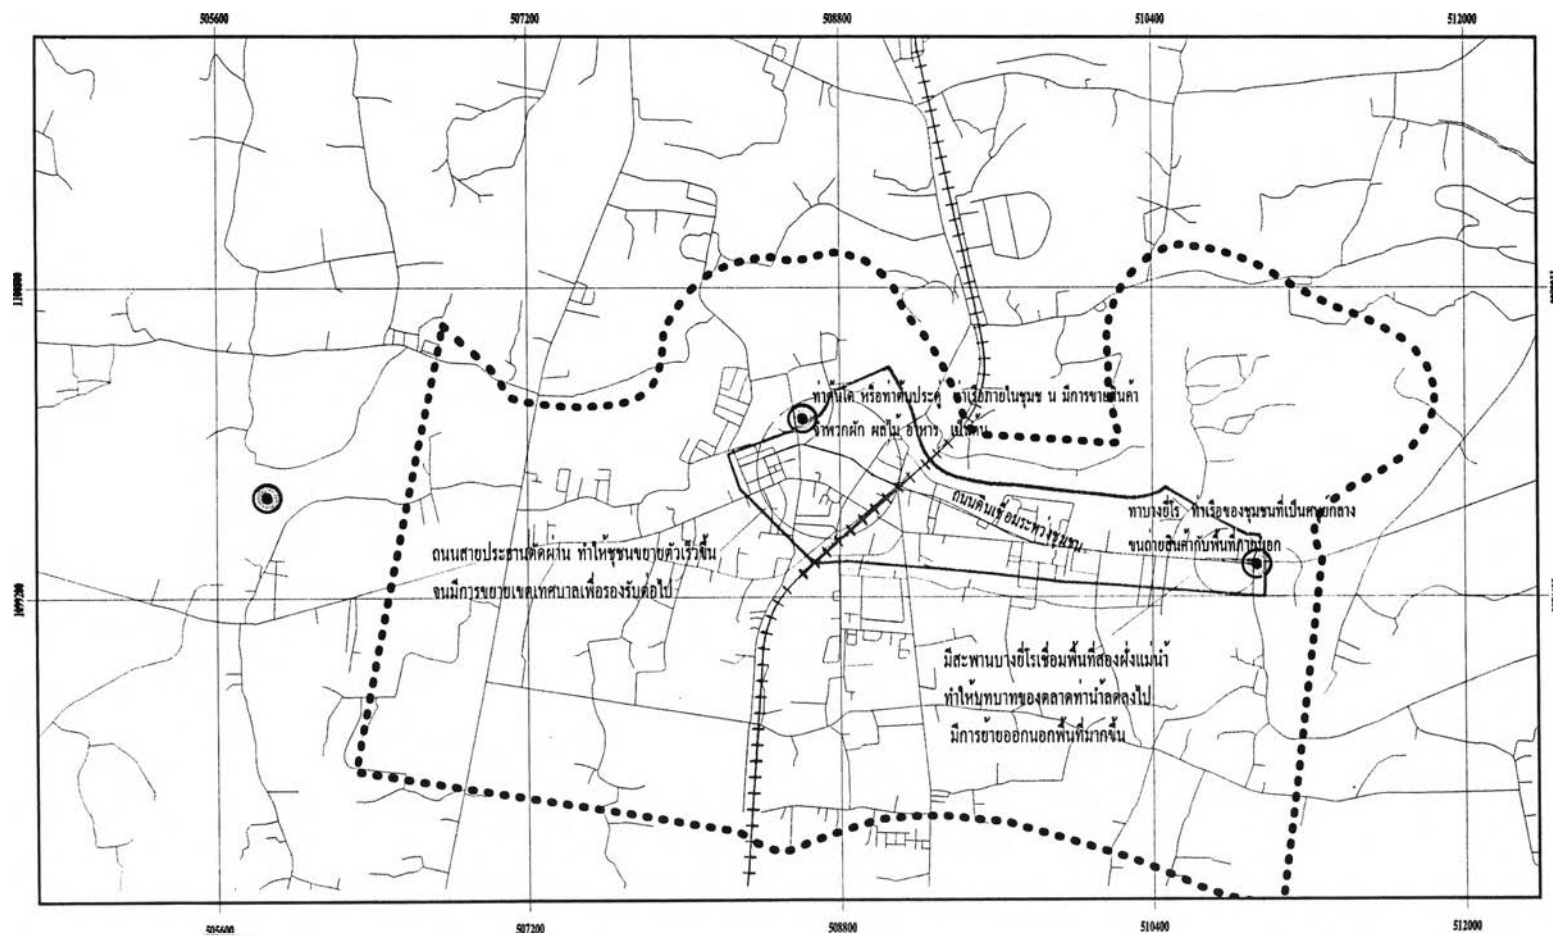 505600 507200 508800 510400 512000
ท่าต้นโด หรือท่าต้นประดู่ ท่าเรือภายในชุมช น มีการขายสินค้า
จำพวกผัก ผลไม้ อาหาร เป็นต้น
ถนนดินเชื่อมระหว่างชุมชน
ท่าบางยี่โร ท่าเรือของชุมชนที่เป็นศูนย์กลาง
ขนถ่ายสินค้ากับพื้นที่ภายนอก
ถนนสายประธานตัดผ่าน ทำให้ชุชนขยายตัวเร็วขึ้น
จนมีการขยายเขตเทศบาลเพื่อรองรับต่อไป
1099200
มีสะพานบางยี่โรเชื่อมพื้นที่สองฝั่งแม่น้ำ
ทำให้บทบาทของตลาดท่าน้ำลดลงไป
มีการย้ายออกนอกพื้นที่มากขึ้น
505600 507200 508800 510400 512000